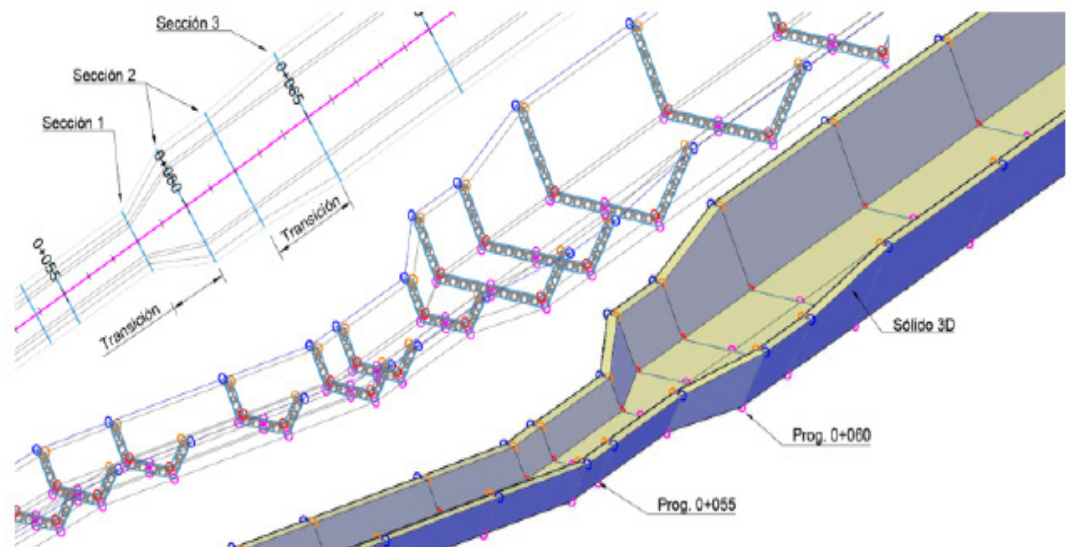 Sección 3
Sección 2
Sección 1
0+065
0+060
0+055
Transición
Transición
Sólido 3D
Prog. 0+060
Prog. 0+055